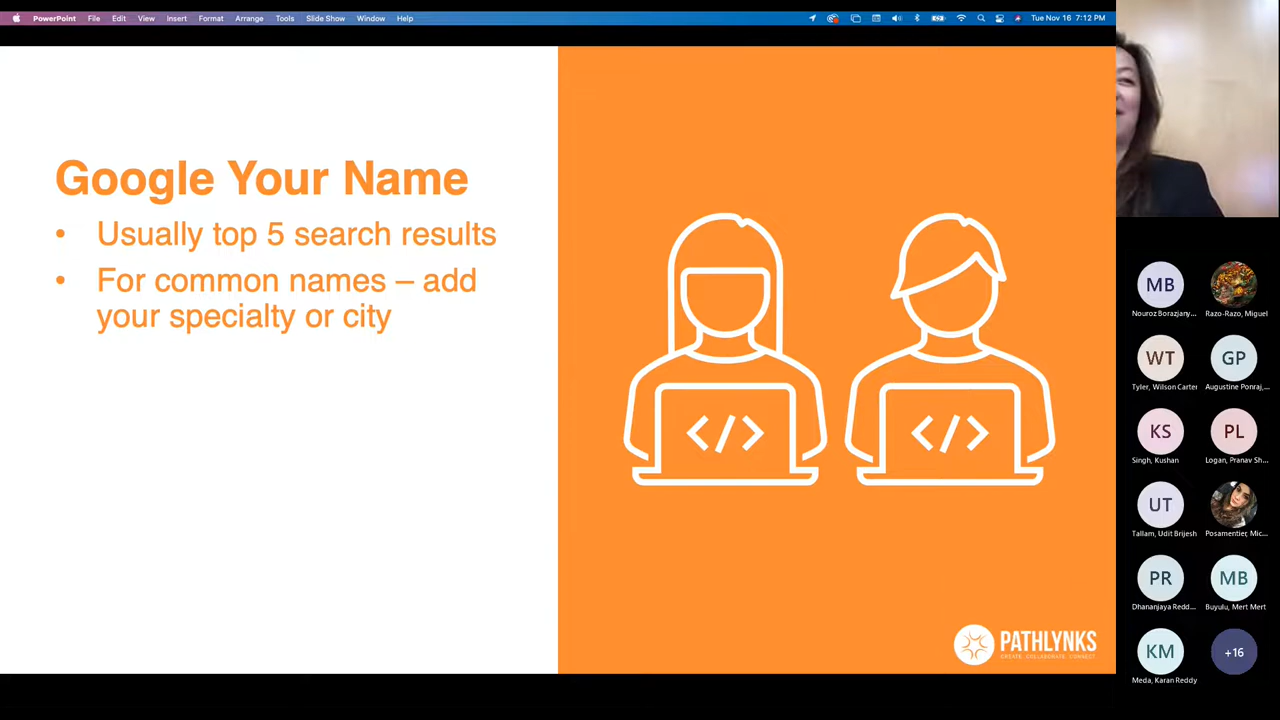 PowerPoint File Edit View Insert Format Arrange Tools Slide Show Window Help Tue Nov 16 7:12 PM
Google Your Name
• Usually top 5 search results
• For common names – add
your specialty or city
</>
</>
PATHLYNKS
CREATE. COLLABORATE. CONNECT.
MB
Nouroz Borazjany...
Razo-Razo, Miguel
WT
GP
Tyler, Wilson Carter
Augustine Ponraj,...
KS
PL
Singh, Kushan
Logan, Pranav Sh...
UT
Tallam, Udit Brijesh
Posamentier, Mic...
PR
MB
Dhananjaya Redd...
Buyulu, Mert Mert
KM
+16
Meda, Karan Reddy